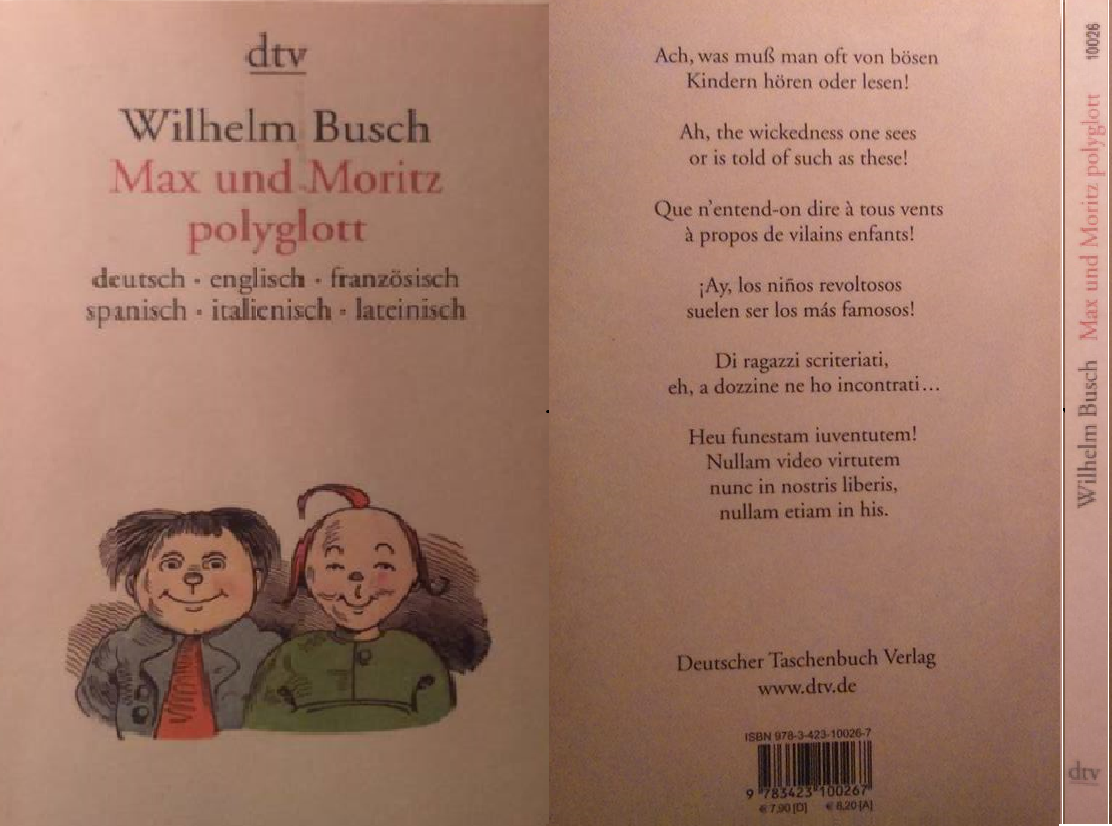 dtv
Wilhelm Busch
Max und Moritz
polyglott
deutsch · englisch · französisch
spanisch · italienisch · lateinisch
Ach, was muß man oft von bösen
Kindern hören oder lesen!
Ah, the wickedness one sees
or is told of such as these!
Que n'entend-on dire à tous vents
à propos de vilains enfants!
¡Ay, los niños revoltosos
suelen ser los más famosos!
Di ragazzi scriteriati,
eh, a dozzine ne ho incontrati...
Heu funestam iuventutem!
Nullam video virtutem
nunc in nostris liberis,
nullam etiam in his.
Deutscher Taschenbuch Verlag
www.dtv.de
ISBN 978-3-423-10026-7
9 783423 100267
€ 7,90 [D] € 8,20 [A]
dtv Wilhelm Busch Max und Moritz polyglott 10026